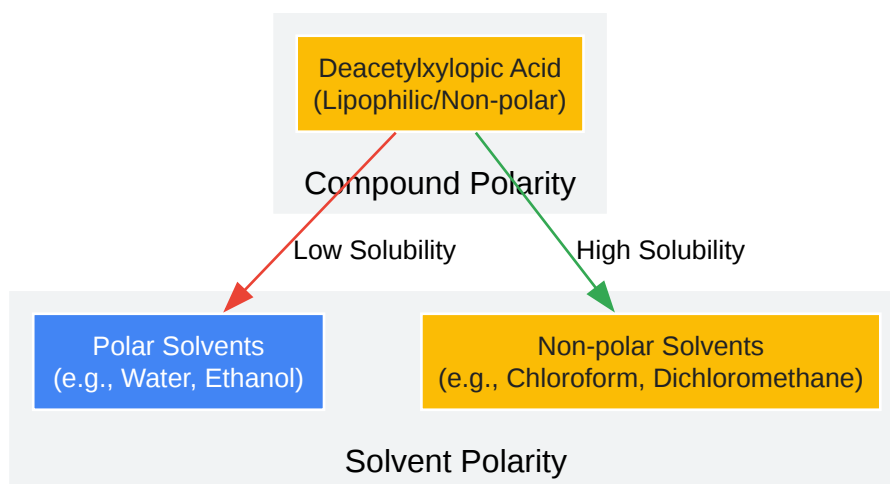 Deacetylxylopic Acid
(Lipophilic/Non-polar)
Compound Polarity
Low Solubility
High Solubility
Polar Solvents
(e.g., Water, Ethanol)
Non-polar Solvents
(e.g., Chloroform, Dichloromethane)
Solvent Polarity